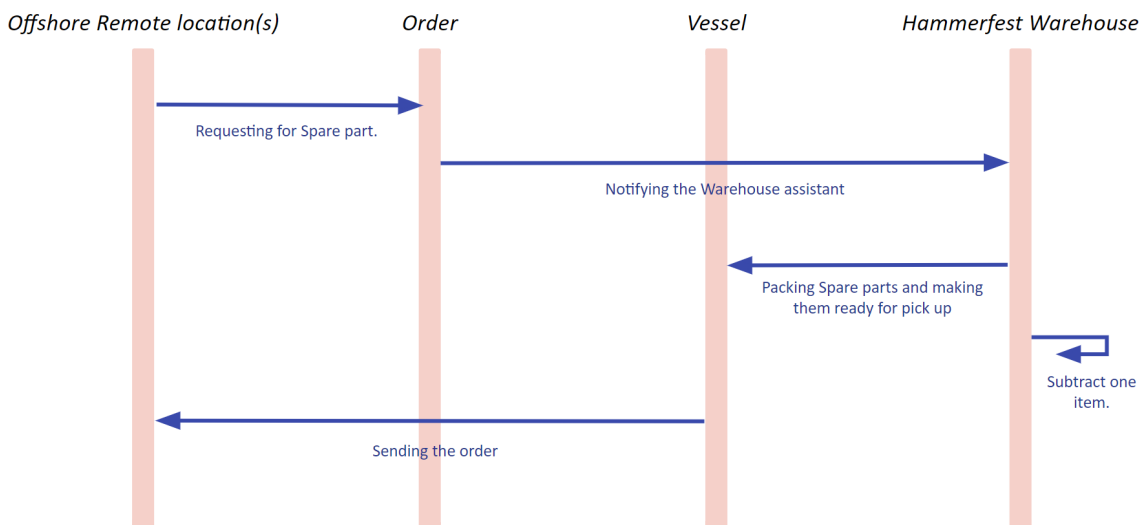 Offshore Remote location(s)
Order
Vessel
Hammerfest Warehouse
Requesting for Spare part.
Notifying the Warehouse assistant
Packing Spare parts and making
them ready for pick up
Subtract one
item.
Sending the order